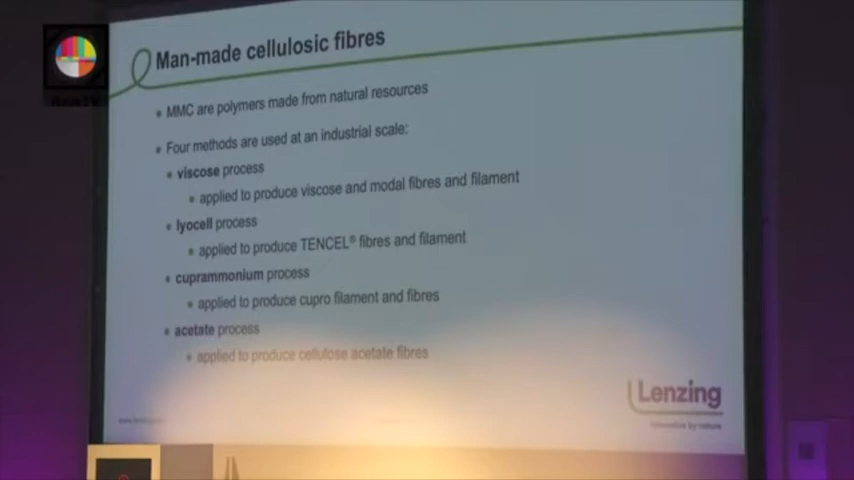 Man-made cellulosic fibres
MMC are polymers made from natural resources
Four methods are used at an industrial scale:
viscose process
applied to produce viscose and modal fibres and filament
lyocell process
applied to produce TENCEL® fibres and filament
cuprammonium process
applied to produce cupro filament and fibres
acetate process
applied to produce cellulose acetate fibres
Lenzing
Innovative by nature